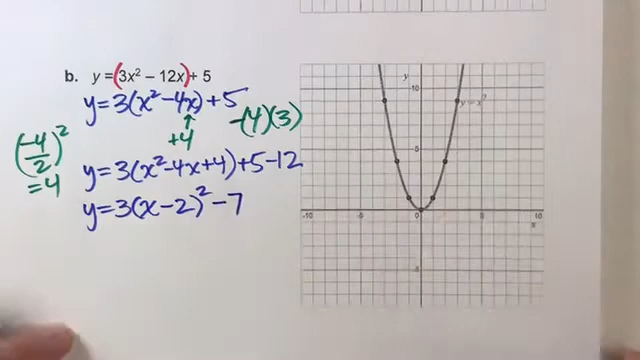 b. y = (3x² – 12x) + 5
y = 3(x² – 4x) + 5
+4
-(4)(3)
(-4/2)² = 4
y = 3(x² – 4x + 4) + 5 – 12
y = 3(x – 2)² – 7
y
10
y = x²
5
-10 -5 0 5 10
x
-5